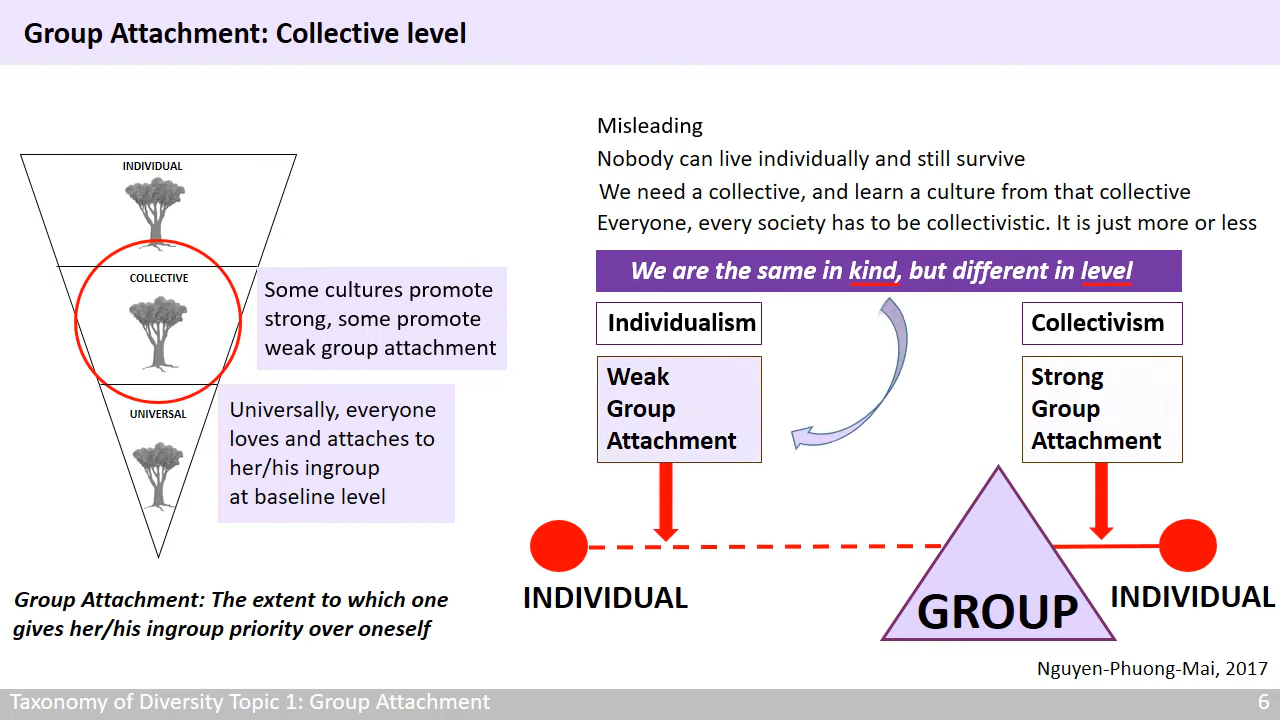 Group Attachment: Collective level
INDIVIDUAL
COLLECTIVE
Some cultures promote
strong, some promote
weak group attachment
UNIVERSAL
Universally, everyone
loves and attaches to
her/his ingroup
at baseline level
Group Attachment: The extent to which one
gives her/his ingroup priority over oneself
Misleading
Nobody can live individually and still survive
We need a collective, and learn a culture from that collective
Everyone, every society has to be collectivistic. It is just more or less
We are the same in kind, but different in level
Individualism
Weak
Group
Attachment
Collectivism
Strong
Group
Attachment
INDIVIDUAL
GROUP
INDIVIDUAL
Nguyen-Phuong-Mai, 2017
Taxonomy of Diversity Topic 1: Group Attachment
6